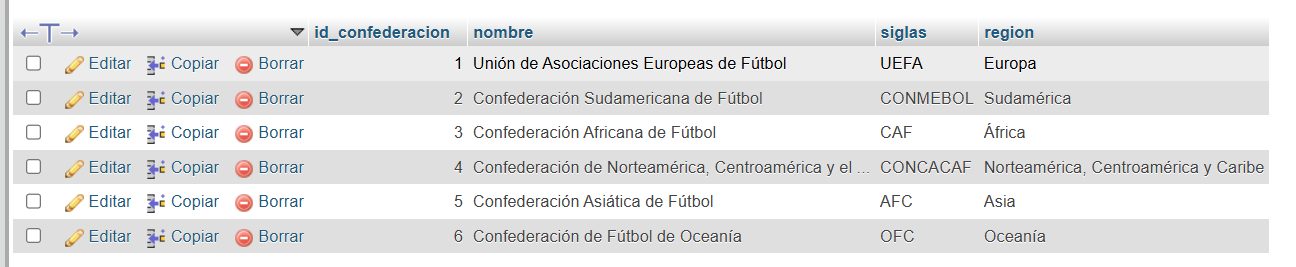 id_confederacion nombre siglas region
Editar Copiar Borrar 1 Unión de Asociaciones Europeas de Fútbol UEFA Europa
Editar Copiar Borrar 2 Confederación Sudamericana de Fútbol CONMEBOL Sudamérica
Editar Copiar Borrar 3 Confederación Africana de Fútbol CAF África
Editar Copiar Borrar 4 Confederación de Norteamérica, Centroamérica y el ... CONCACAF Norteamérica, Centroamérica y Caribe
Editar Copiar Borrar 5 Confederación Asiática de Fútbol AFC Asia
Editar Copiar Borrar 6 Confederación de Fútbol de Oceanía OFC Oceanía